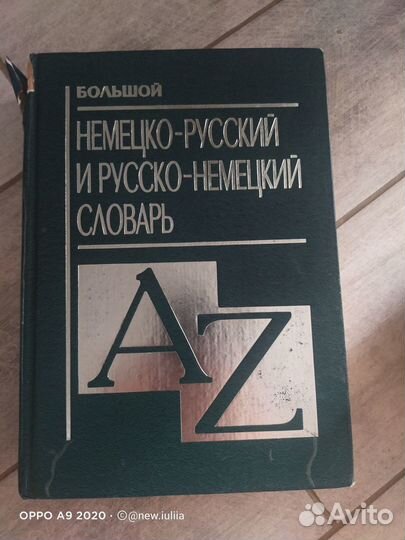 БОЛЬШОЙ
НЕМЕЦКО-РУССКИЙ
И РУССКО-НЕМЕЦКИЙ
СЛОВАРЬ
AZ
OPPO A9 2020 · ©@new.iuliia
Avito